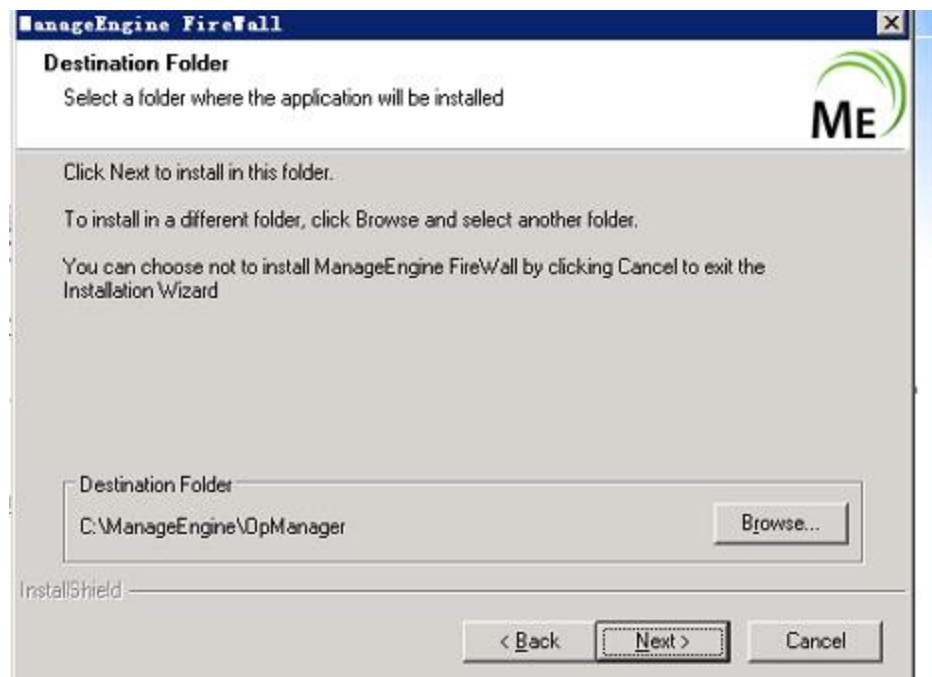 ManageEngine FireWall
Destination Folder
Select a folder where the application will be installed
ME
Click Next to install in this folder.
To install in a different folder, click Browse and select another folder.
You can choose not to install ManageEngine FireWall by clicking Cancel to exit the
Installation Wizard
Destination Folder
C:\ManageEngine\OpManager
Browse...
InstallShield
< Back
Next >
Cancel